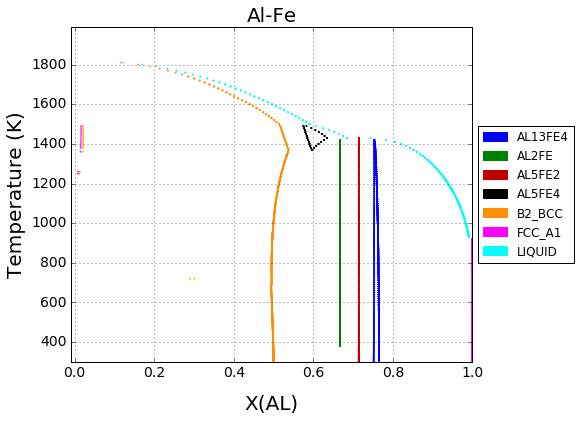 Al-Fe
Temperature (K)
1800
1600
1400
1200
1000
800
600
400
0.0 0.2 0.4 0.6 0.8 1.0
X(AL)
AL13FE4
AL2FE
AL5FE2
AL5FE4
B2_BCC
FCC_A1
LIQUID